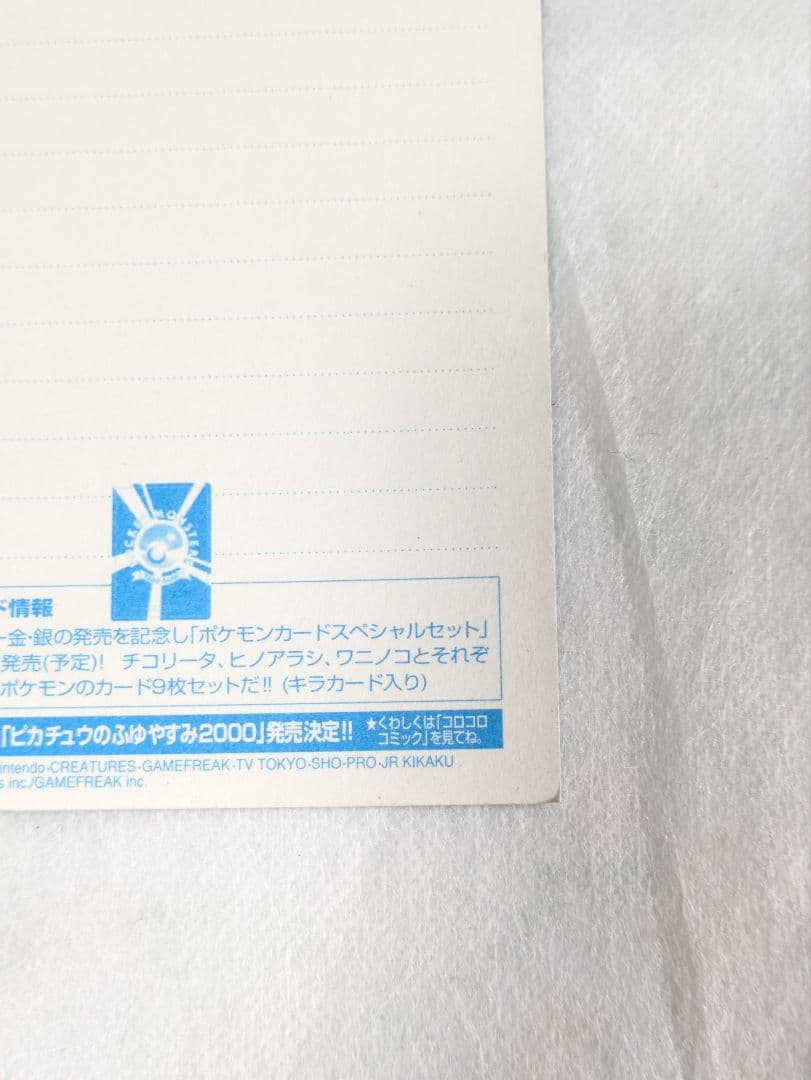 POCKET MONSTERS
ド情報
ー金・銀の発売を記念し「ポケモンカードスペシャルセット」
発売(予定)! チコリータ、ヒノアラシ、ワニノコとそれぞ
ポケモンのカード9枚セットだ!! (キラカード入り)
「ピカチュウのふゆやすみ2000」発売決定!! ★くわしくは「コロコロ
コミック」を見てね。
intendo・CREATURES・GAMEFREAK・TV TOKYO・SHO-PRO・JR KIKAKU
s inc./GAMEFREAK inc.